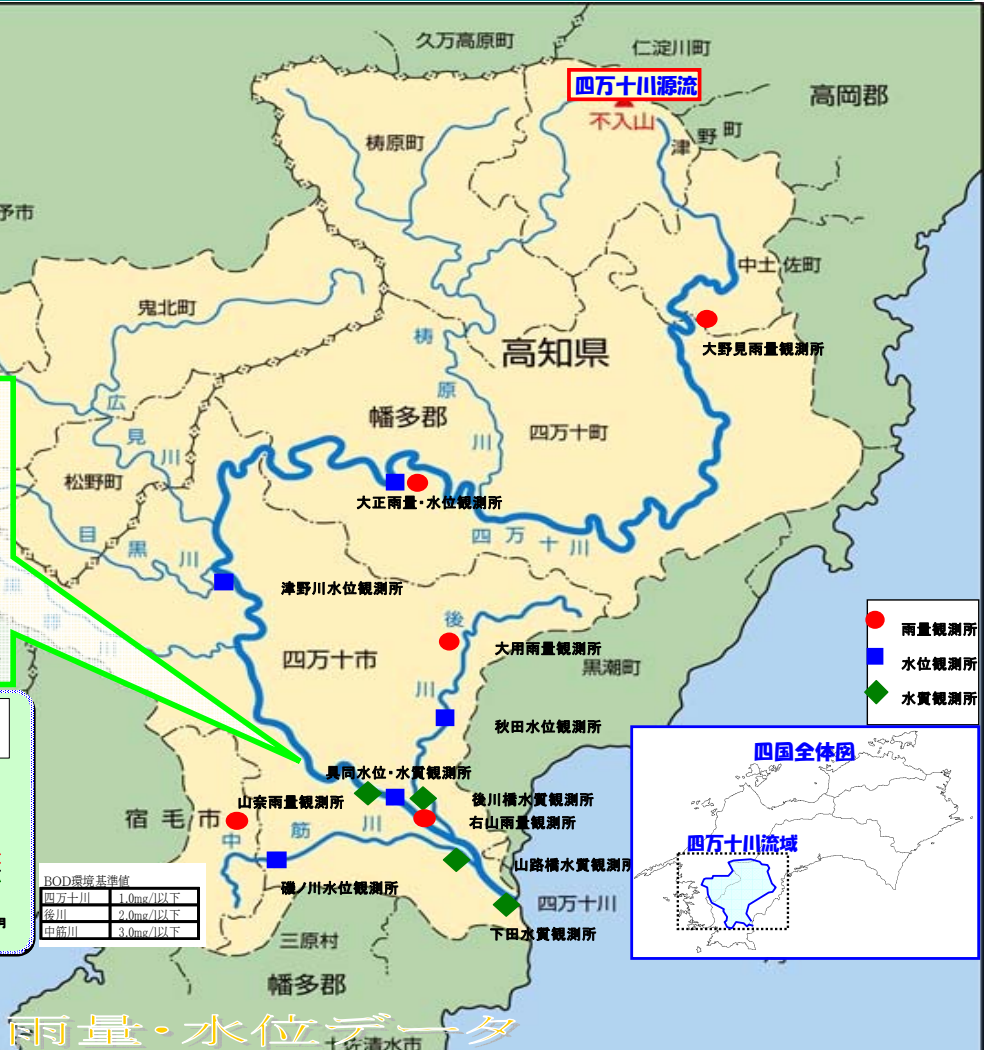 久万高原町
仁淀川町
四万十川源流
高岡郡
不入山
津野町
梼原町
予市
中土佐町
鬼北町
大野見雨量観測所
梼原川
高知県
広見川
幡多郡
四万十町
松野町
大正雨量・水位観測所
四万十川
目黒川
津野川水位観測所
後川
大用雨量観測所
四万十市
黒潮町
雨量観測所
水位観測所
水質観測所
秋田水位観測所
四国全体図
四万十川流域
具同水位・水質観測所
山奈雨量観測所
後川橋水質観測所
宿毛市
右山雨量観測所
中筋川
山路橋水質観測所
磯ノ川水位観測所
BOD環境基準値
四万十川 1.0mg/l以下
後川 2.0mg/l以下
中筋川 3.0mg/l以下
四万十川
下田水質観測所
三原村
幡多郡
雨量・水位データ
土佐清水市